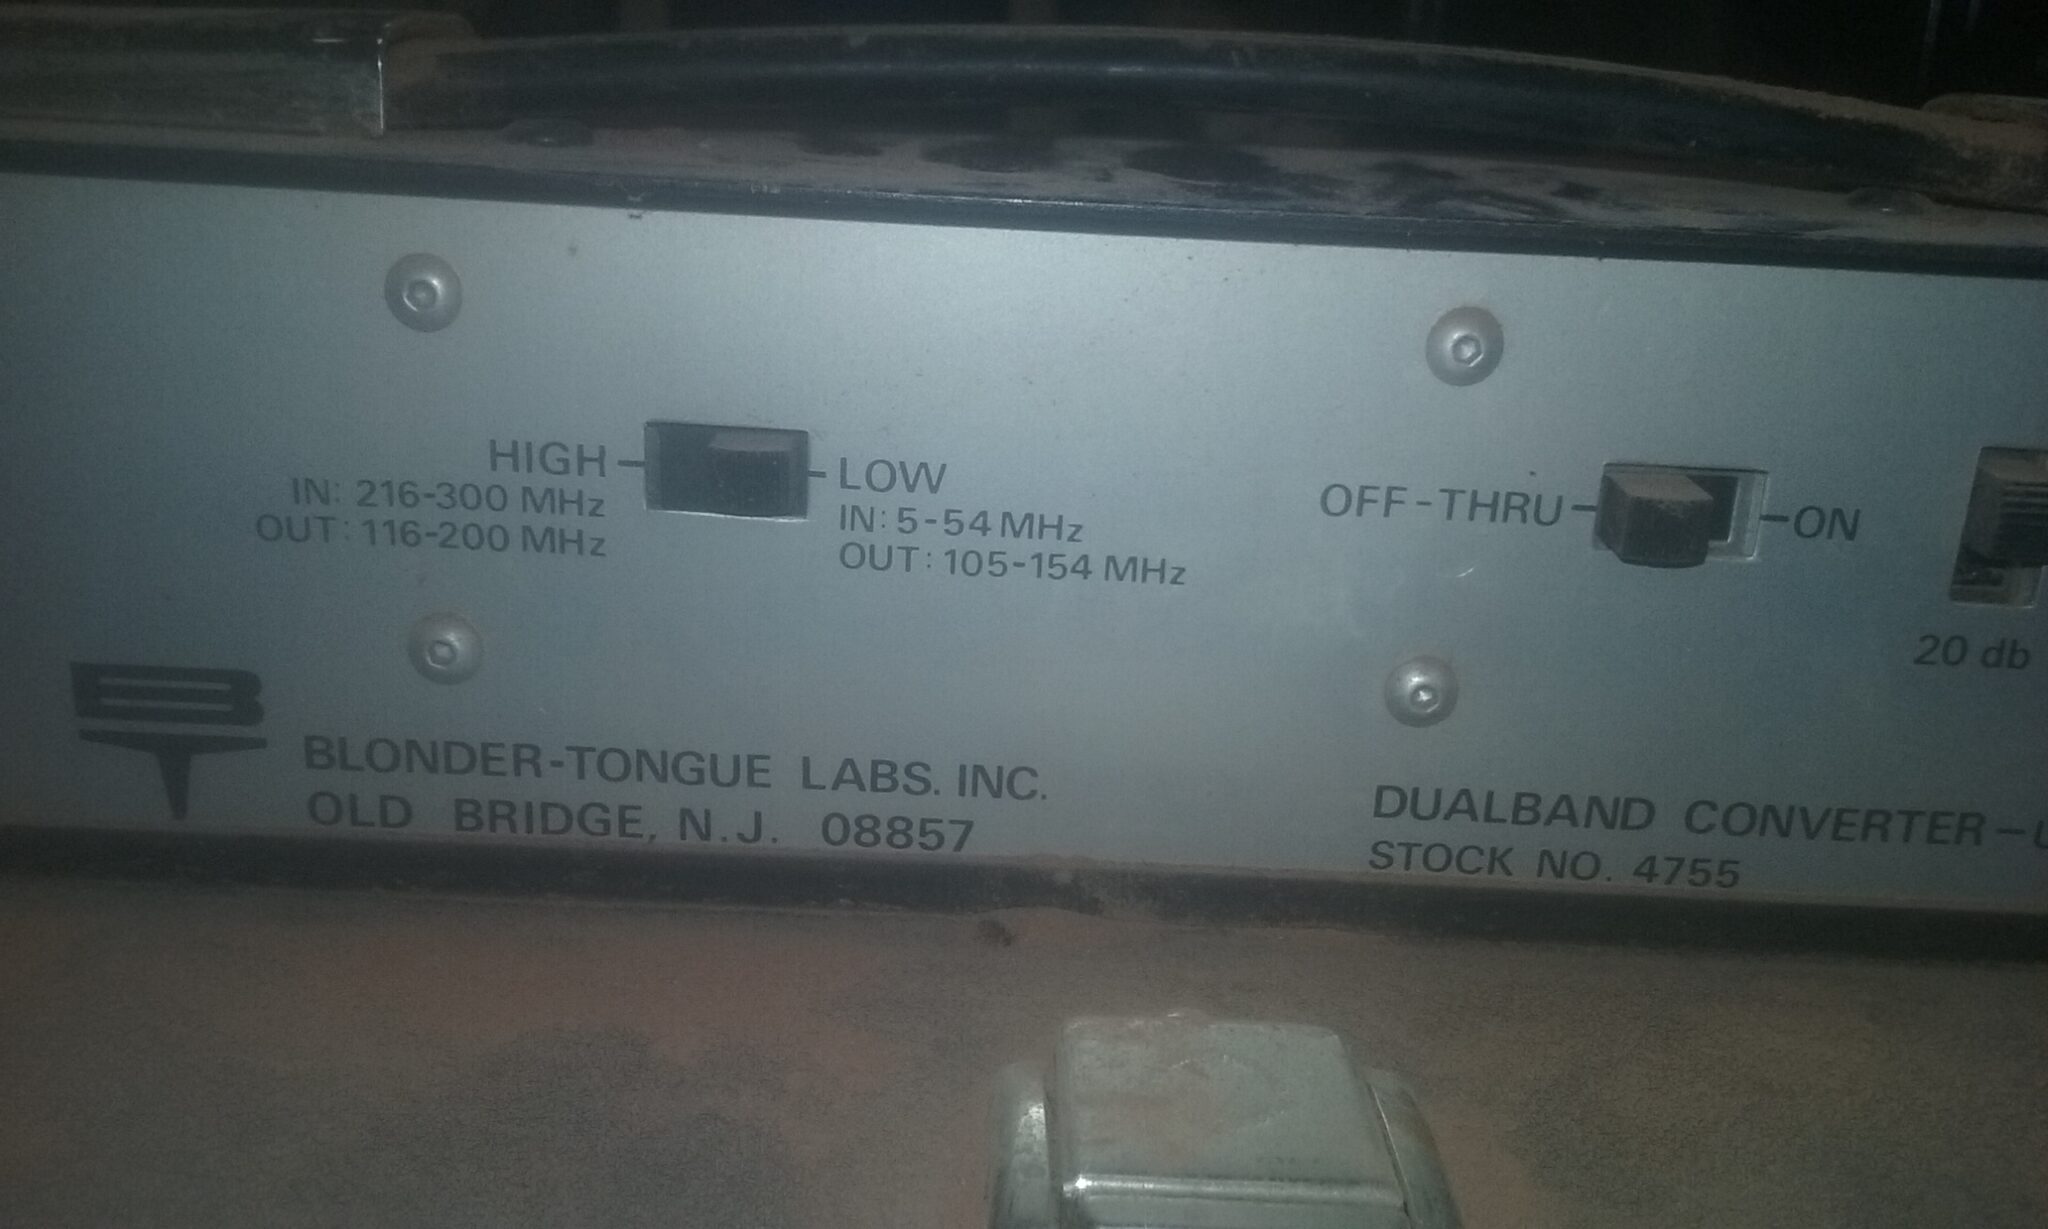 HIGH
IN: 216-300 MHz
OUT: 116-200 MHz
LOW
IN: 5-54 MHz
OUT: 105-154 MHz
OFF-THRU
ON
20 db
BT
BLONDER-TONGUE LABS. INC.
OLD BRIDGE, N.J. 08857
DUALBAND CONVERTER-
STOCK NO. 4755